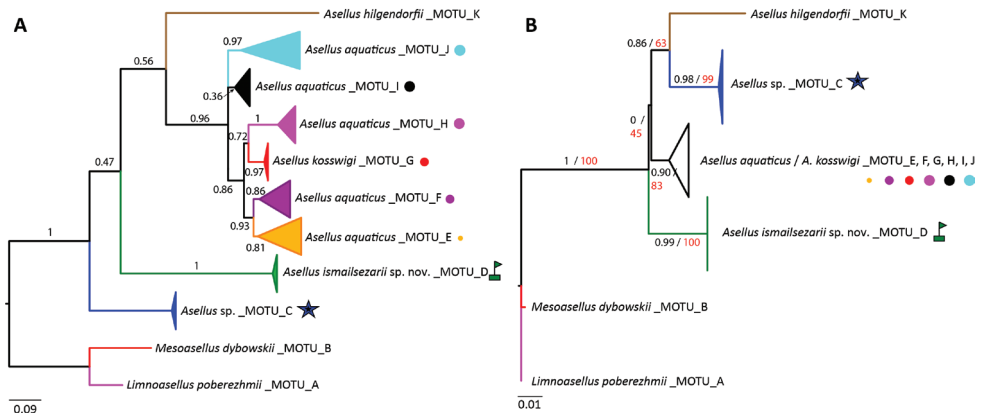 A
Asellus hilgendorfii _MOTU_K
0.97
Asellus aquaticus _MOTU_J
0.56
Asellus aquaticus _MOTU_I
0.36
0.96
1
Asellus aquaticus _MOTU_H
0.72
Asellus kosswigi _MOTU_G
0.97
0.47
0.86
0.86
Asellus aquaticus _MOTU_F
0.93
Asellus aquaticus _MOTU_E
0.81
1
1
Asellus ismailsezarii sp. nov. _MOTU_D
Asellus sp. _MOTU_C
Mesoasellus dybowskii _MOTU_B
Limnoasellus poberezhmii _MOTU_A
0.09
B
Asellus hilgendorfii _MOTU_K
0.86 / 63
0.98 / 99
Asellus sp. _MOTU_C
0 /
45
1 / 100
Asellus aquaticus / A. kosswigi _MOTU_E, F, G, H, I, J
0.90 /
83
Asellus ismailsezarii sp. nov. _MOTU_D
0.99 / 100
Mesoasellus dybowskii _MOTU_B
Limnoasellus poberezhmii _MOTU_A
0.01